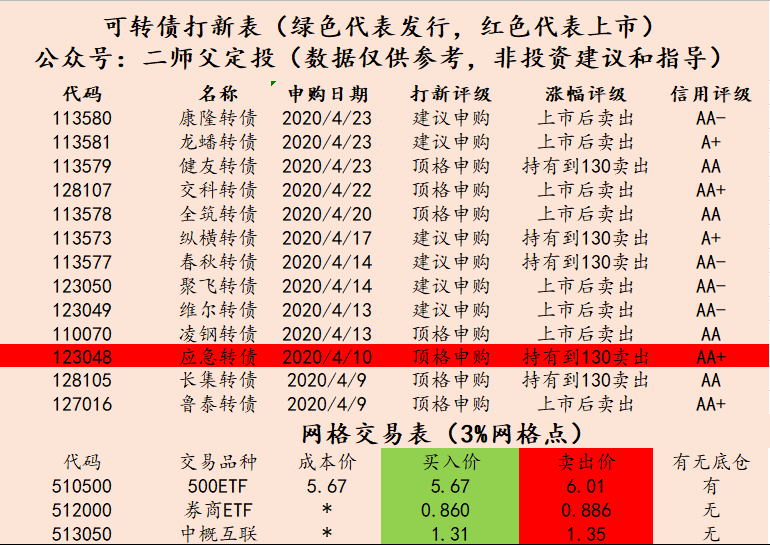 可转债打新表（绿色代表发行，红色代表上市）
公众号：二师父定投（数据仅供参考，非投资建议和指导）
代码 名称 申购日期 打新评级 涨幅评级 信用评级
113580 康隆转债 2020/4/23 建议申购 上市后卖出 AA-
113581 龙蟠转债 2020/4/23 建议申购 上市后卖出 A+
113579 健友转债 2020/4/23 顶格申购 持有到130卖出 AA
128107 交科转债 2020/4/22 顶格申购 上市后卖出 AA+
113578 全筑转债 2020/4/20 顶格申购 上市后卖出 AA
113573 纵横转债 2020/4/17 建议申购 持有到130卖出 A+
113577 春秋转债 2020/4/14 建议申购 持有到130卖出 AA-
123050 聚飞转债 2020/4/14 建议申购 上市后卖出 AA-
123049 维尔转债 2020/4/13 建议申购 上市后卖出 AA-
110070 凌钢转债 2020/4/13 顶格申购 上市后卖出 AA
123048 应急转债 2020/4/10 顶格申购 持有到130卖出 AA+
128105 长集转债 2020/4/9 顶格申购 持有到130卖出 AA
127016 鲁泰转债 2020/4/9 顶格申购 上市后卖出 AA+
网格交易表（3%网格点）
代码 交易品种 成本价 买入价 卖出价 有无底仓
510500 500ETF 5.67 5.67 6.01 有
512000 券商ETF * 0.860 0.886 无
513050 中概互联 * 1.31 1.35 无